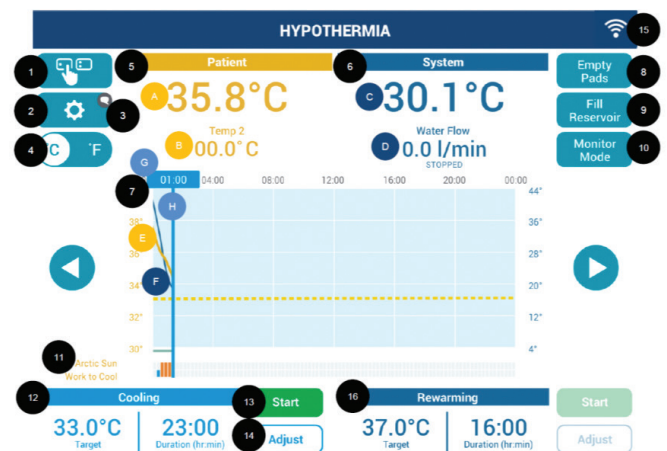 HYPOTHERMIA
15
1
5
Patient
6
System
Empty
Pads
8
2
3
A
35.8°C
C
30.1°C
Fill
Reservoir
9
4
°F
Temp 2
B
00.0°C
Water Flow
D
0.0 l/min
STOPPED
Monitor
Mode
10
G
7
01:00 04:00 08:00 12:00 16:00 20:00 00:00
H
44°
38° 36°
E
36° 28°
F
34° 20°
32° 12°
30° 4°
11
Arctic Sun
Work to Cool
12
Cooling
13
Start
16
Rewarming
Start
33.0°C
Target
23:00
Duration (hr:min)
14
Adjust
37.0°C
Target
16:00
Duration (hr:min)
Adjust